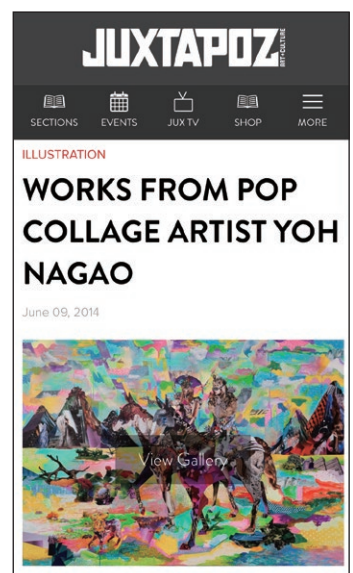 JUXTAPOZ ART+CULTURE
SECTIONS EVENTS JUX TV SHOP MORE
ILLUSTRATION
WORKS FROM POP
COLLAGE ARTIST YOH
NAGAO
June 09, 2014
View Gallery